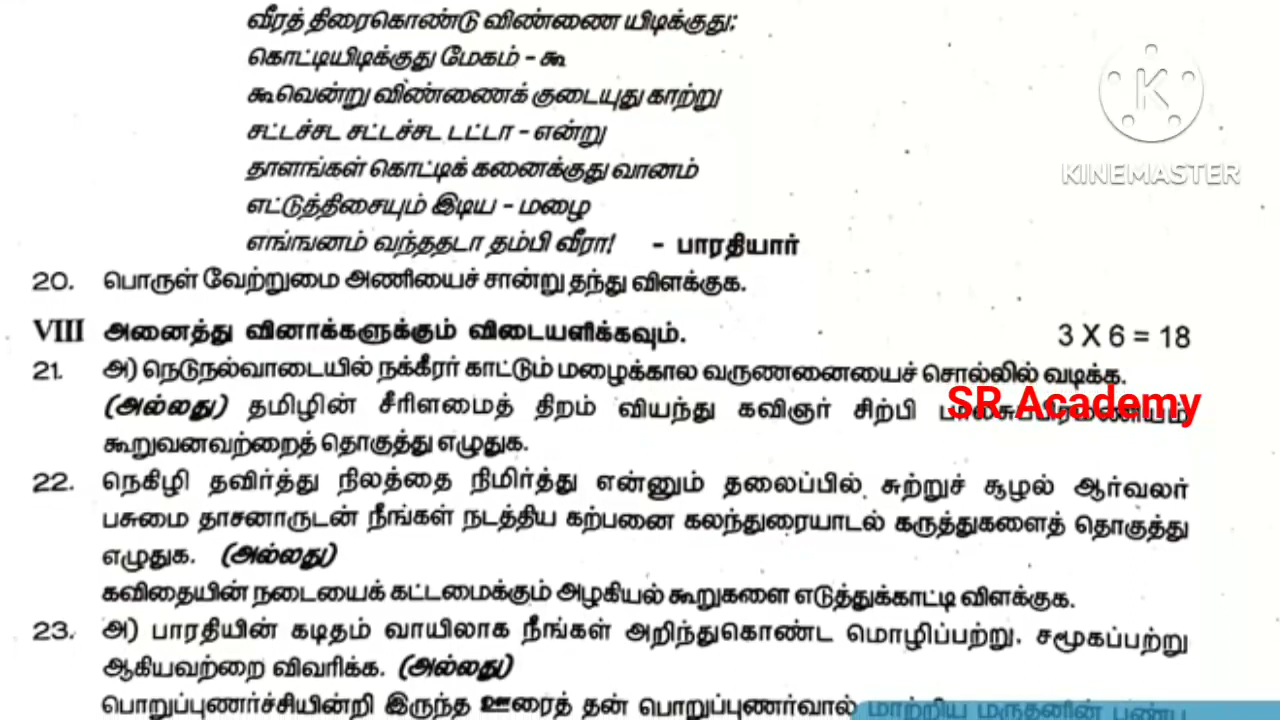 வீரத் திரைகொண்டு விண்ணை யிடிக்குது;
கொட்டியிடிக்குது மேகம் - கூ
கூவென்று விண்ணைக் குடையுது காற்று
சட்டச்சட சட்டச்சட டட்டா - என்று
தாளங்கள் கொட்டிக் கனைக்குது வானம்
எட்டுத்திசையும் இடிய - மழை
எங்ஙனம் வந்ததடா தம்பி வீரா! - பாரதியார்
KINEMASTER
20. பொருள் வேற்றுமை அணியைச் சான்று தந்து விளக்குக.
VIII அனைத்து வினாக்களுக்கும் விடையளிக்கவும். 3 X 6 = 18
21. அ) நெடுநல்வாடையில் நக்கீரர் காட்டும் மழைக்கால வருணனையைச் சொல்லில் வடிக்க.
(அல்லது) தமிழின் சீரிளமைத் திறம் வியந்து கவிஞர் சிற்பி
SR Academy
கூறுவனவற்றைத் தொகுத்து எழுதுக.
22. நெகிழி தவிர்த்து நிலத்தை நிமிர்த்து என்னும் தலைப்பில் சுற்றுச் சூழல் ஆர்வலர்
பசுமை தாசனாருடன் நீங்கள் நடத்திய கற்பனை கலந்துரையாடல் கருத்துகளைத் தொகுத்து
எழுதுக. (அல்லது)
கவிதையின் நடையைக் கட்டமைக்கும் அழகியல் கூறுகளை எடுத்துக்காட்டி விளக்குக.
23. அ) பாரதியின் கடிதம் வாயிலாக நீங்கள் அறிந்துகொண்ட மொழிப்பற்று, சமூகப்பற்று
ஆகியவற்றை விவரிக்க. (அல்லது)
பொறுப்புணர்ச்சியின்றி இருந்த ஊரைத் தன் பொறுப்புணர்வால் மாற்றிய மருதனின்